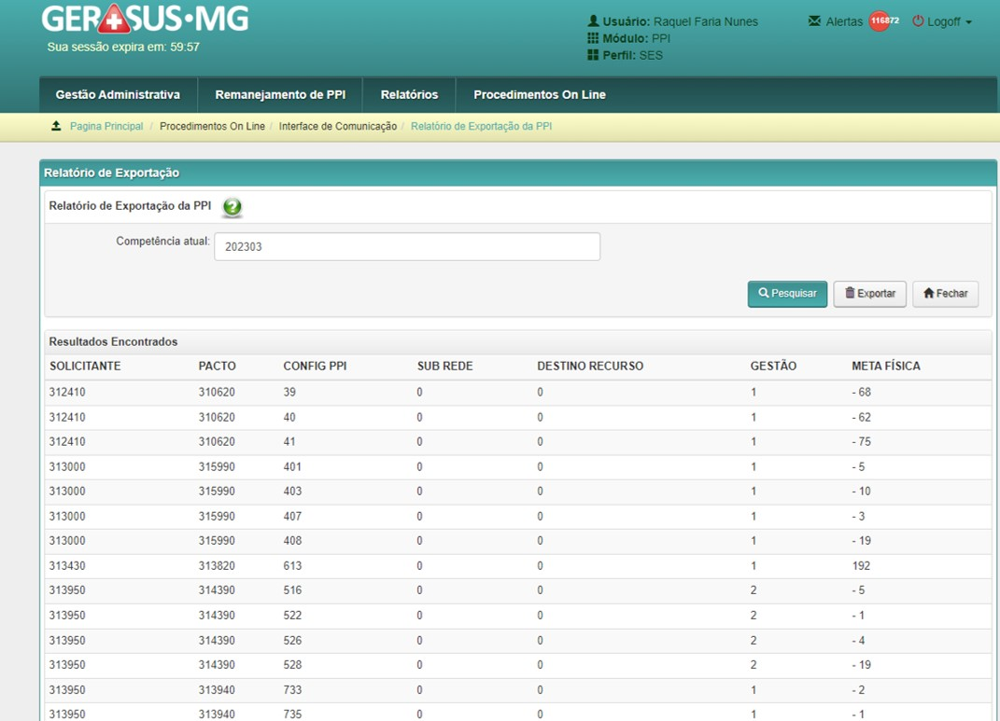 GERASUS•MG
Sua sessão expira em: 59:57
Usuário: Raquel Faria Nunes
Módulo: PPI
Perfil: SES
Alertas 116872 Logoff
Gestão Administrativa Remanejamento de PPI Relatórios Procedimentos On Line
Pagina Principal / Procedimentos On Line / Interface de Comunicação / Relatório de Exportação da PPI
Relatório de Exportação
Relatório de Exportação da PPI ?
Competência atual: 202303
Pesquisar Exportar Fechar
Resultados Encontrados
SOLICITANTE PACTO CONFIG PPI SUB REDE DESTINO RECURSO GESTÃO META FÍSICA
312410 310620 39 0 0 1 - 68
312410 310620 40 0 0 1 - 62
312410 310620 41 0 0 1 - 75
313000 315990 401 0 0 1 - 5
313000 315990 403 0 0 1 - 10
313000 315990 407 0 0 1 - 3
313000 315990 408 0 0 1 - 19
313430 313820 613 0 0 1 192
313950 314390 516 0 0 2 - 5
313950 314390 522 0 0 2 - 1
313950 314390 526 0 0 2 - 4
313950 314390 528 0 0 2 - 19
313950 313940 733 0 0 1 - 2
313950 313940 735 0 0 1 - 1